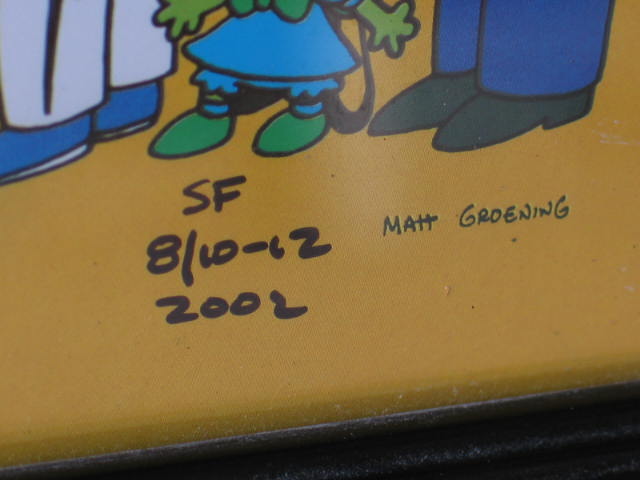 SF
8/10-12
2002
MATT GROENING